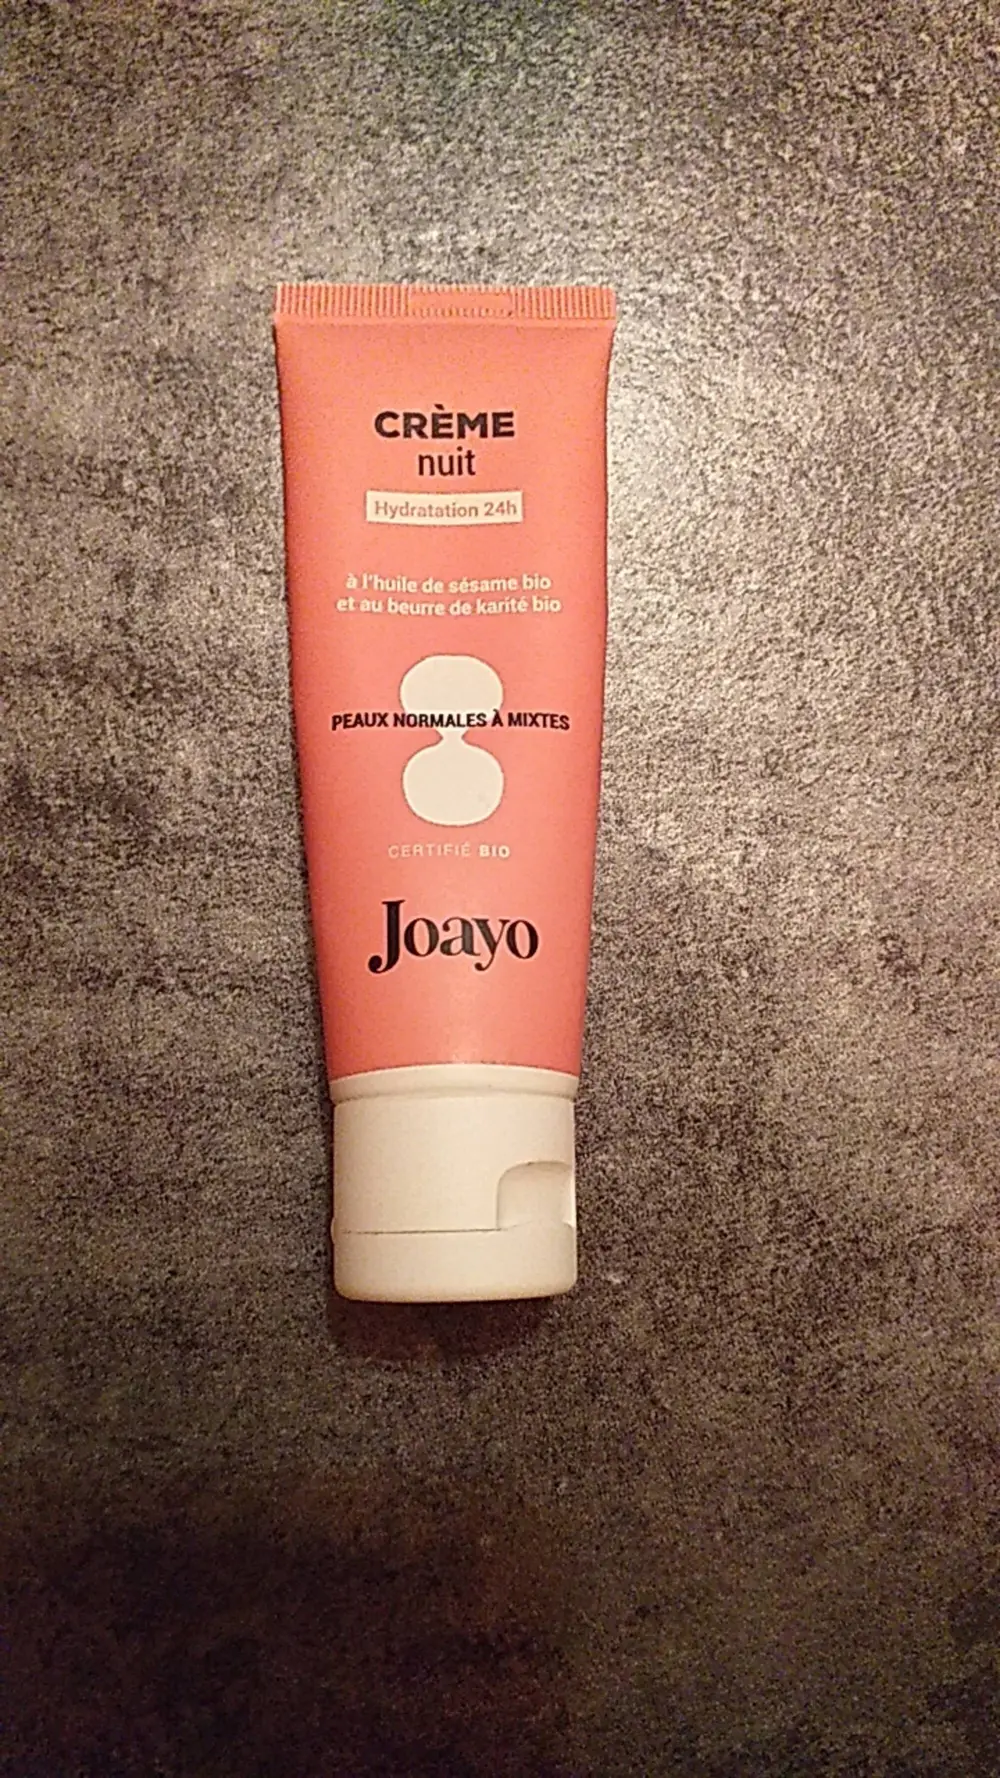 CRÈME
nuit
Hydratation 24h
à l'huile de sésame bio
et au beurre de karité bio
PEAUX NORMALES À MIXTES
CERTIFIÉ BIO
Joayo